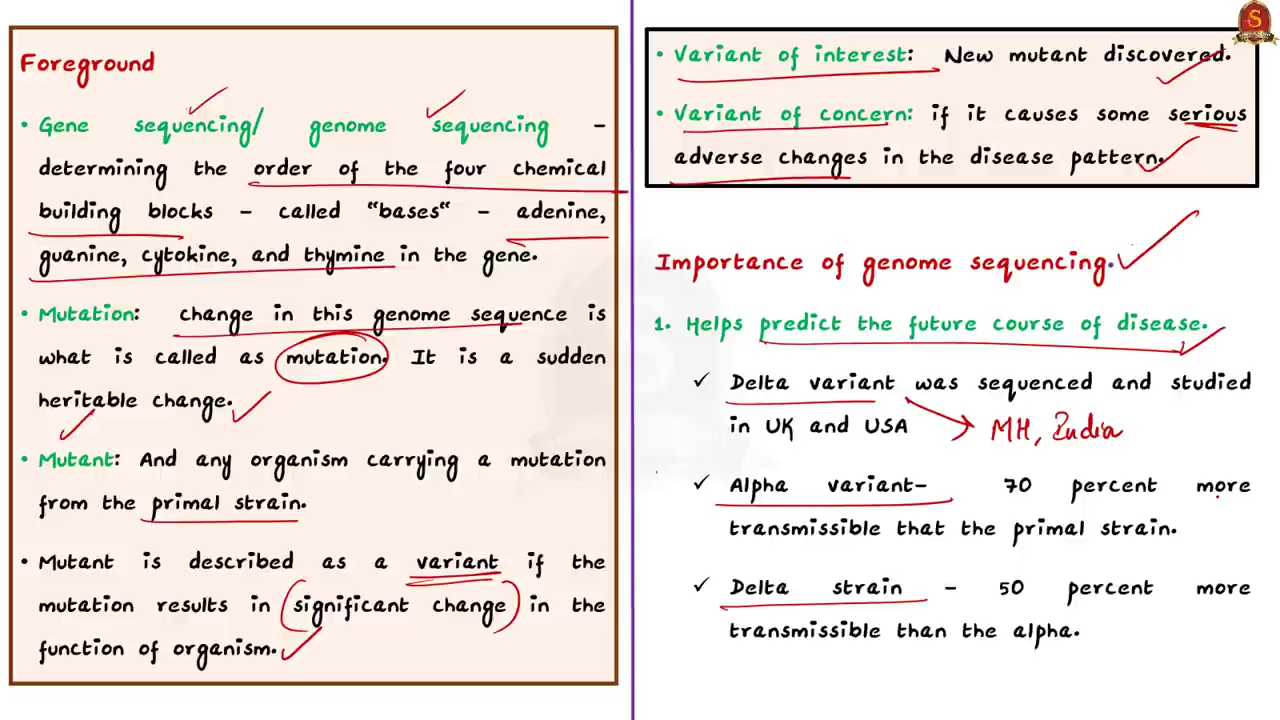 Foreground
• Gene sequencing/ genome sequencing –
determining the order of the four chemical
building blocks – called "bases" – adenine,
guanine, cytokine, and thymine in the gene.
• Mutation: change in this genome sequence is
what is called as mutation. It is a sudden
heritable change.
• Mutant: And any organism carrying a mutation
from the primal strain.
• Mutant is described as a variant if the
mutation results in significant change in the
function of organism.
• Variant of interest: New mutant discovered.
• Variant of concern: if it causes some serious
adverse changes in the disease pattern.
Importance of genome sequencing.
1. Helps predict the future course of disease.
✓ Delta variant was sequenced and studied
in UK and USA
MH, India
✓ Alpha variant– 70 percent more
transmissible that the primal strain.
✓ Delta strain – 50 percent more
transmissible than the alpha.